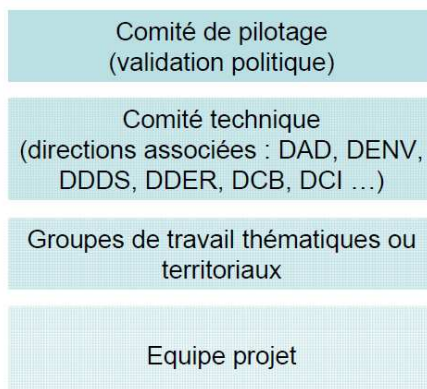 Comité de pilotage
(validation politique)
Comité technique
(directions associées : DAD, DENV,
DDDS, DDER, DCB, DCI …)
Groupes de travail thématiques ou
territoriaux
Equipe projet